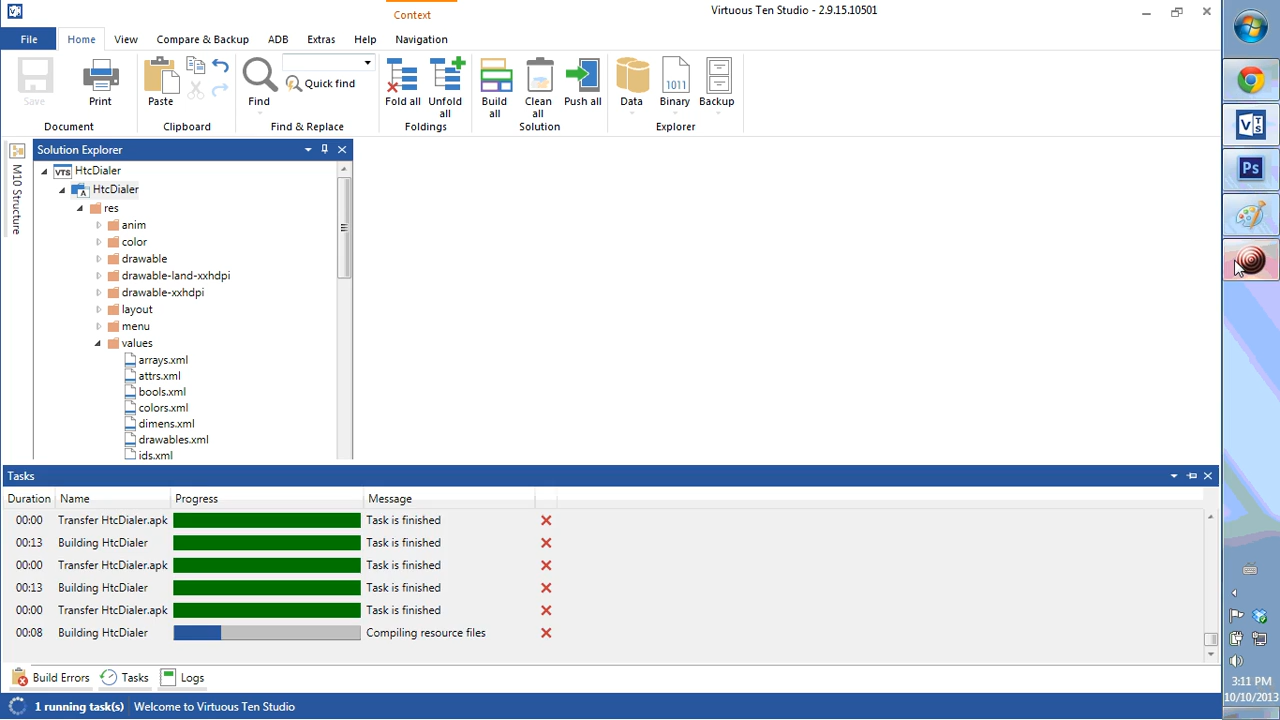 Context
Virtuous Ten Studio - 2.9.15.10501
File Home View Compare & Backup ADB Extras Help Navigation
Save Print Paste Find Quick find Fold all Unfold all Build all Clean all Push all Data Binary Backup
1011
Document Clipboard Find & Replace Foldings Solution Explorer
M10 Structure
Solution Explorer
VTS HtcDialer
A HtcDialer
res
anim
color
drawable
drawable-land-xxhdpi
drawable-xxhdpi
layout
menu
values
arrays.xml
attrs.xml
bools.xml
colors.xml
dimens.xml
drawables.xml
ids.xml
Tasks
Duration Name Progress Message
00:00 Transfer HtcDialer.apk Task is finished
00:13 Building HtcDialer Task is finished
00:00 Transfer HtcDialer.apk Task is finished
00:13 Building HtcDialer Task is finished
00:00 Transfer HtcDialer.apk Task is finished
00:08 Building HtcDialer Compiling resource files
Build Errors Tasks Logs
1 running task(s) Welcome to Virtuous Ten Studio
Ps
3:11 PM
10/10/2013